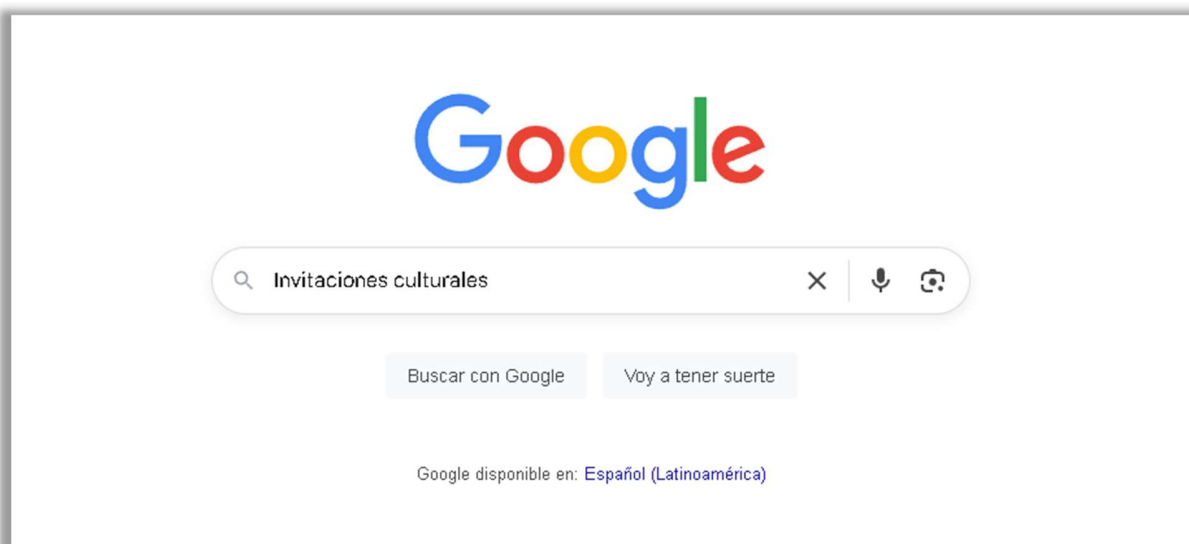 Google
Invitaciones culturales
Buscar con Google Voy a tener suerte
Google disponible en: Español (Latinoamérica)